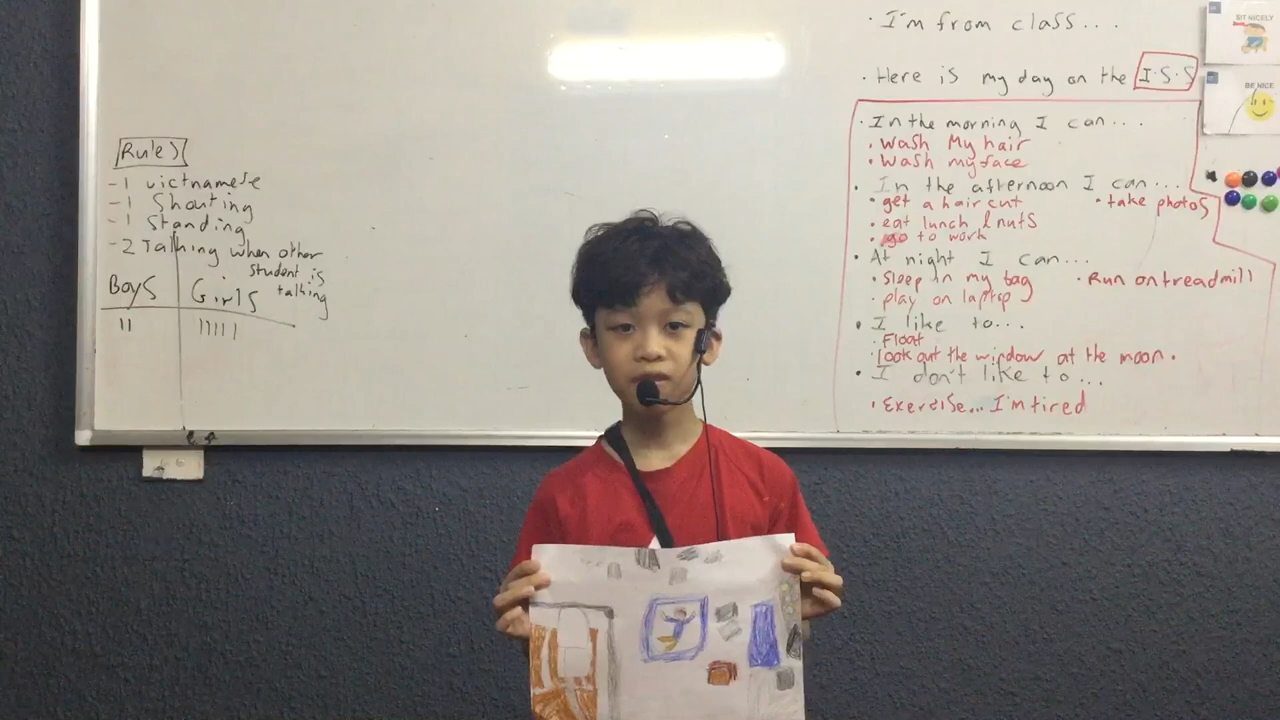 Rules
-1 vietnamese
-1 Shouting
-1 Standing
-2 Talking when other
student is
talking
Boys Girls
II IIIII
· I'm from class...
· Here is my day on the I.S.S
· In the morning I can....
· Wash My hair
· Wash my face
· In the afternoon I can...
· get a hair cut · take photos
· eat lunch & nuts
· go to work
· At night I can...
· Sleep in my bag · Run on treadmill
· play on laptop
· I like to...
· Float
· Look out the window at the moon.
· I don't like to...
· Exercise... I'm tired
SIT NICELY
BE NICE